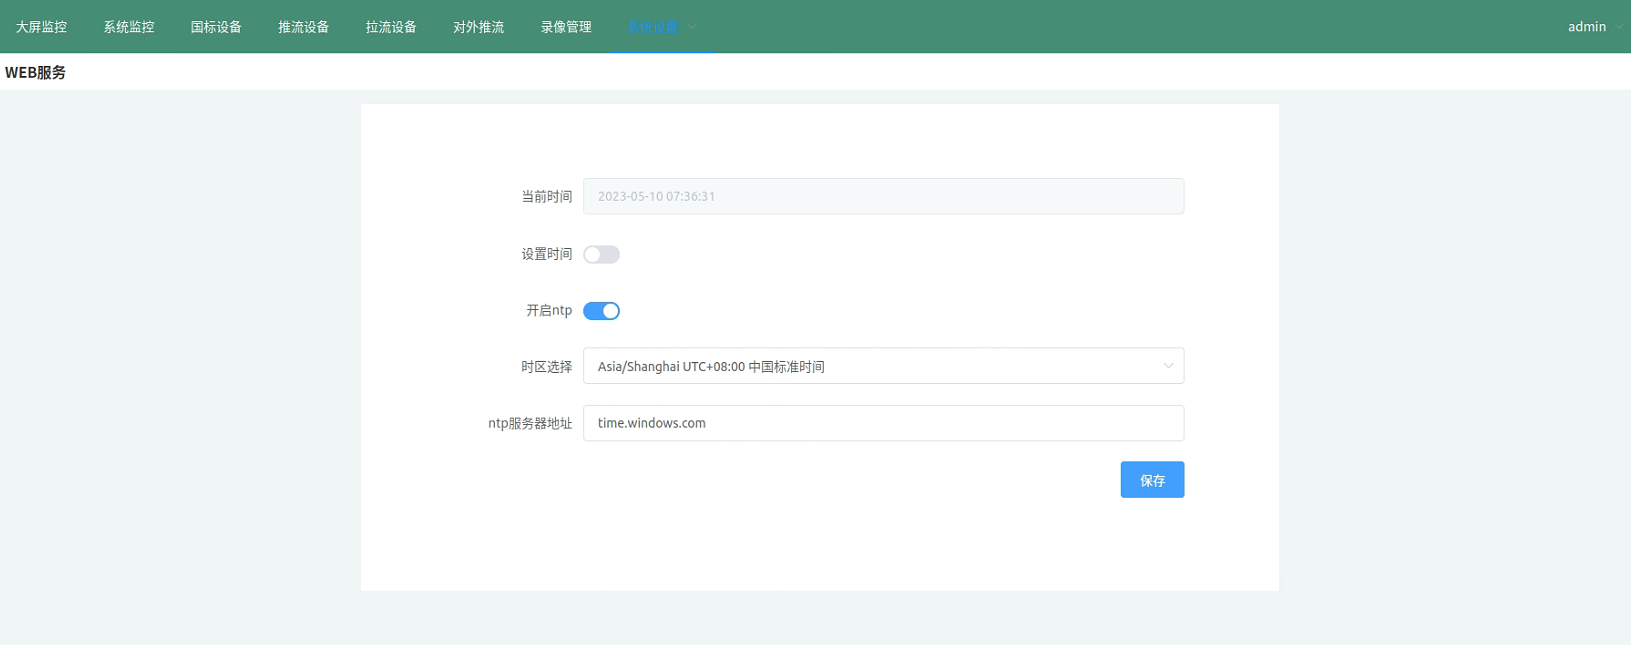 大屏监控 系统监控 国标设备 推流设备 拉流设备 对外推流 录像管理 系统设置 admin
WEB服务
当前时间 2023-05-10 07:36:31
设置时间
开启ntp
时区选择 Asia/Shanghai UTC+08:00 中国标准时间
ntp服务器地址 time.windows.com
保存